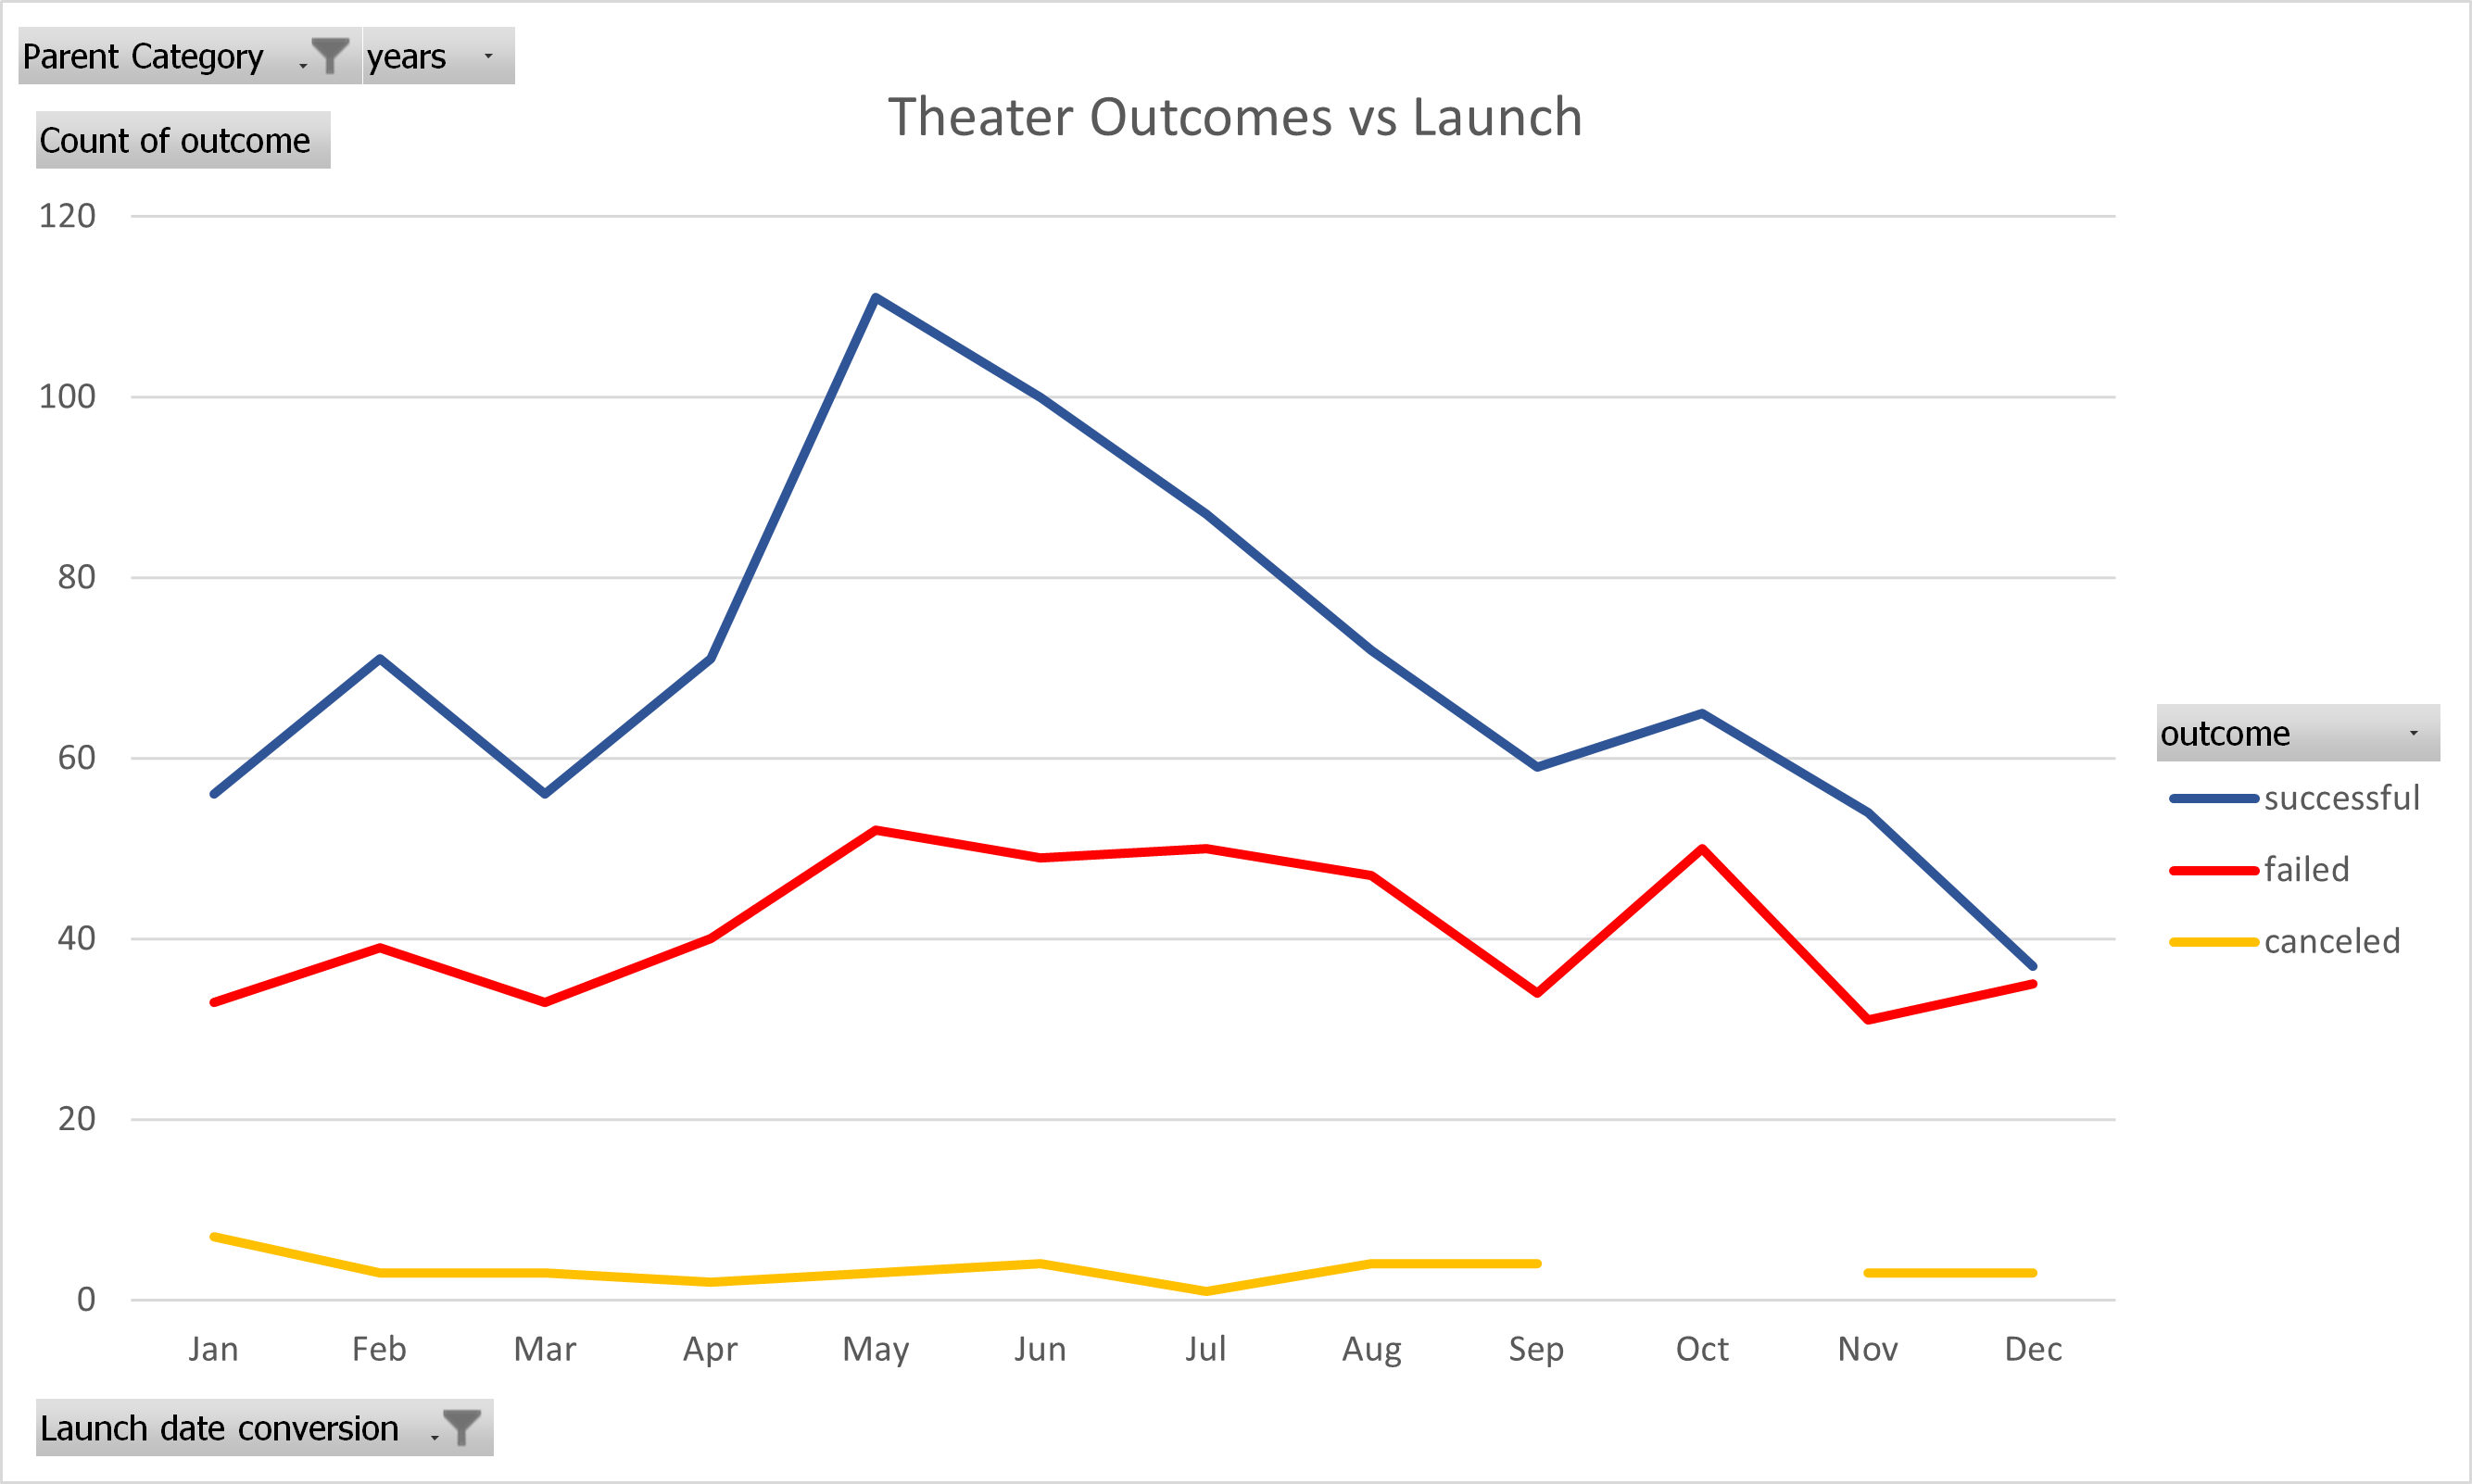 Parent Category years
Count of outcome
Theater Outcomes vs Launch
120
100
80
60
40
20
0
Jan Feb Mar Apr May Jun Jul Aug Sep Oct Nov Dec
outcome
successful
failed
canceled
Launch date conversion